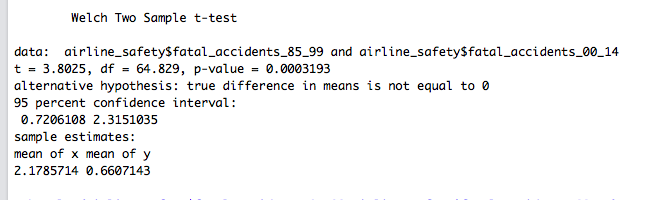 Welch Two Sample t-test
data: airline_safety$fatal_accidents_85_99 and airline_safety$fatal_accidents_00_14
t = 3.8025, df = 64.829, p-value = 0.0003193
alternative hypothesis: true difference in means is not equal to 0
95 percent confidence interval:
0.7206108 2.3151035
sample estimates:
mean of x mean of y
2.1785714 0.6607143